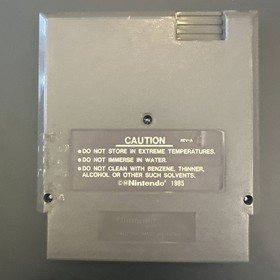 CAUTION
REV-A
●DO NOT STORE IN EXTREME TEMPERATURES.
●DO NOT IMMERSE IN WATER.
●DO NOT CLEAN WITH BENZENE, THINNER,
ALCOHOL OR OTHER SUCH SOLVENTS.
©®Nintendo 1985